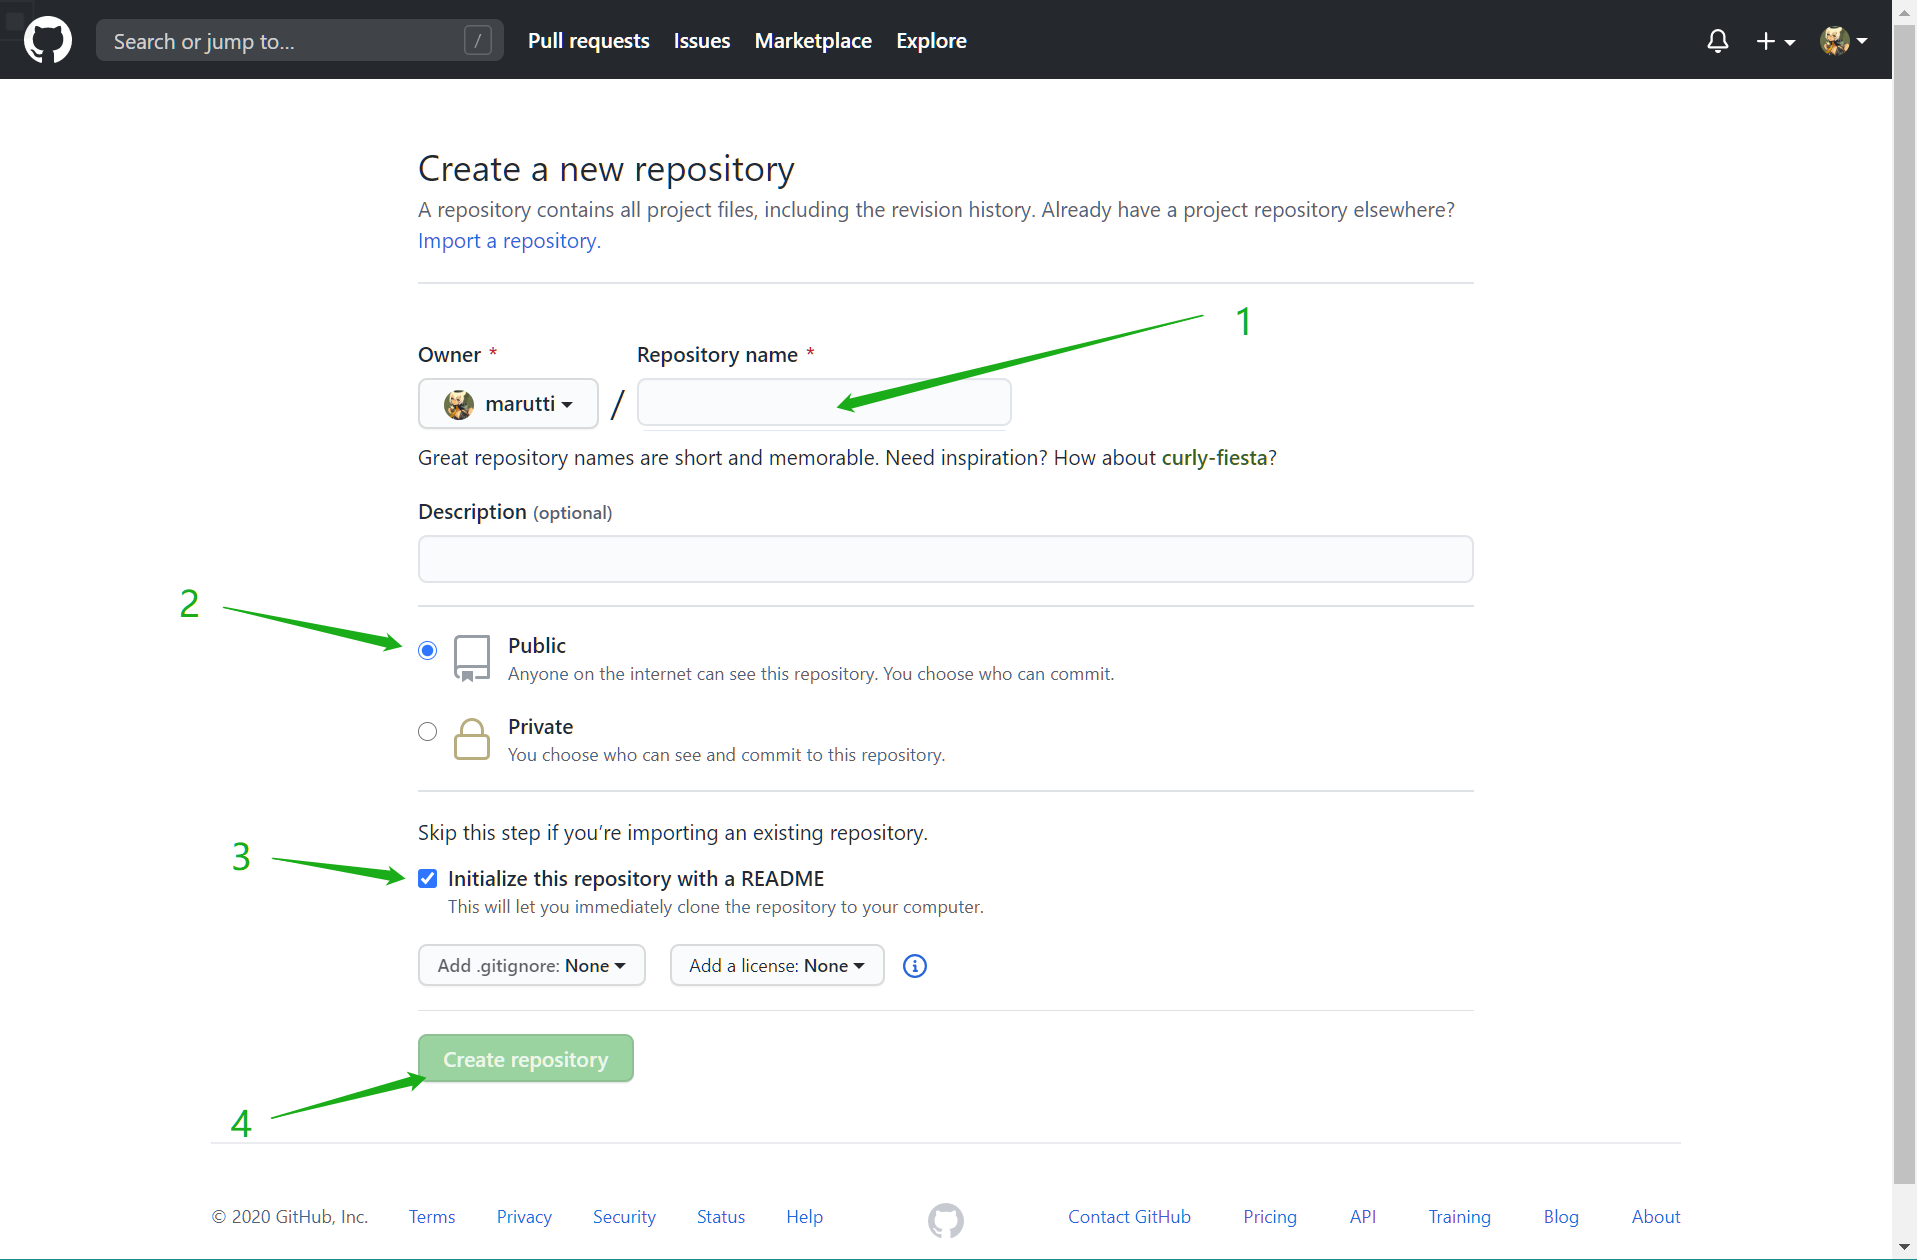 Search or jump to... / Pull requests Issues Marketplace Explore
Create a new repository
A repository contains all project files, including the revision history. Already have a project repository elsewhere?
Import a repository.
1
Owner * Repository name *
marutti /
Great repository names are short and memorable. Need inspiration? How about curly-fiesta?
Description (optional)
2
Public
Anyone on the internet can see this repository. You choose who can commit.
Private
You choose who can see and commit to this repository.
Skip this step if you’re importing an existing repository.
3
Initialize this repository with a README
This will let you immediately clone the repository to your computer.
Add .gitignore: None Add a license: None
Create repository
4
© 2020 GitHub, Inc. Terms Privacy Security Status Help Contact GitHub Pricing API Training Blog About